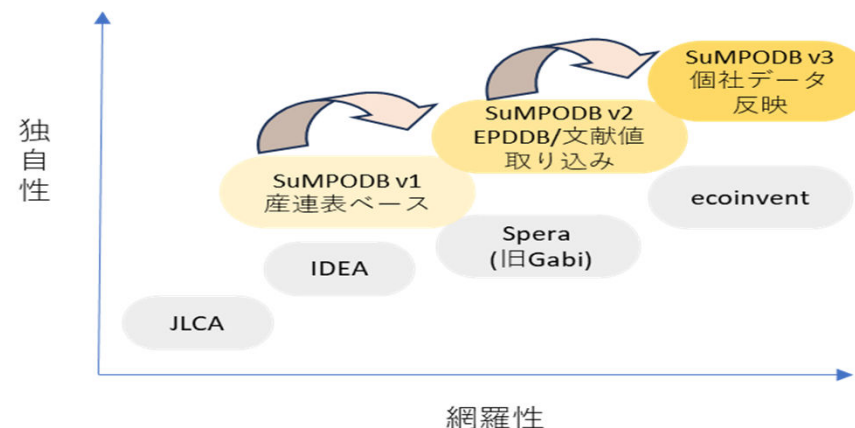 独自性
SuMPODB v3
個社データ
反映
SuMPODB v2
EPDDB/文献値
取り込み
SuMPODB v1
産連表ベース
ecoinvent
Spera
(旧Gabi)
IDEA
JLCA
網羅性